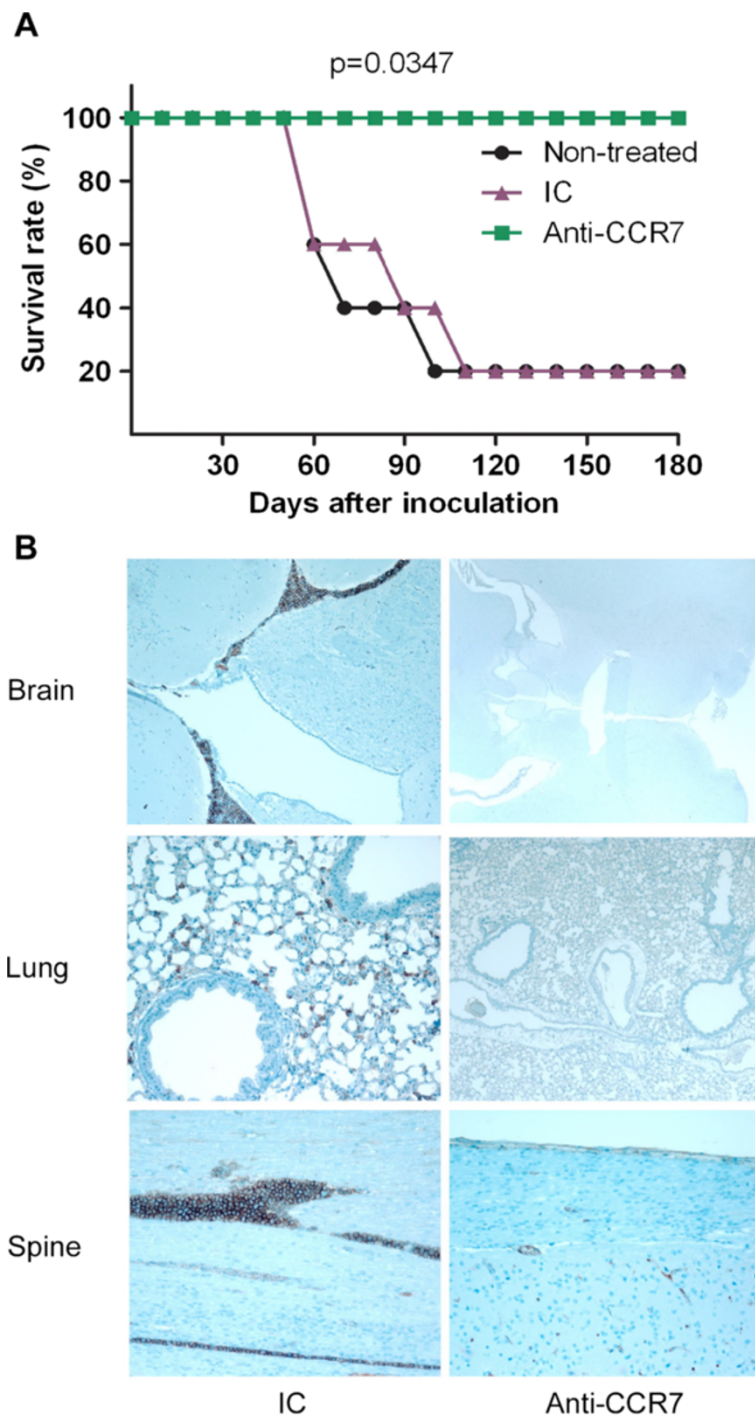 A
p=0.0347
100
80
60
40
20
Survival rate (%)
Non-treated
IC
Anti-CCR7
30 60 90 120 150 180
Days after inoculation
B
Brain
Lung
Spine
IC Anti-CCR7